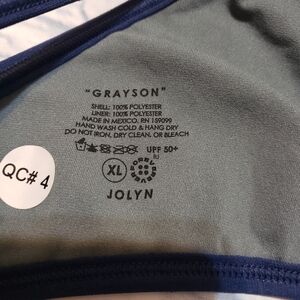 "GRAYSON"
SHELL: 100% POLYESTER
LINER: 100% POLYESTER
MADE IN MEXICO, RN 159099
HAND WASH COLD & HANG DRY
DO NOT IRON, DRY CLEAN, OR BLEACH
UPF 50+
XL
JOLYN
QC# 4